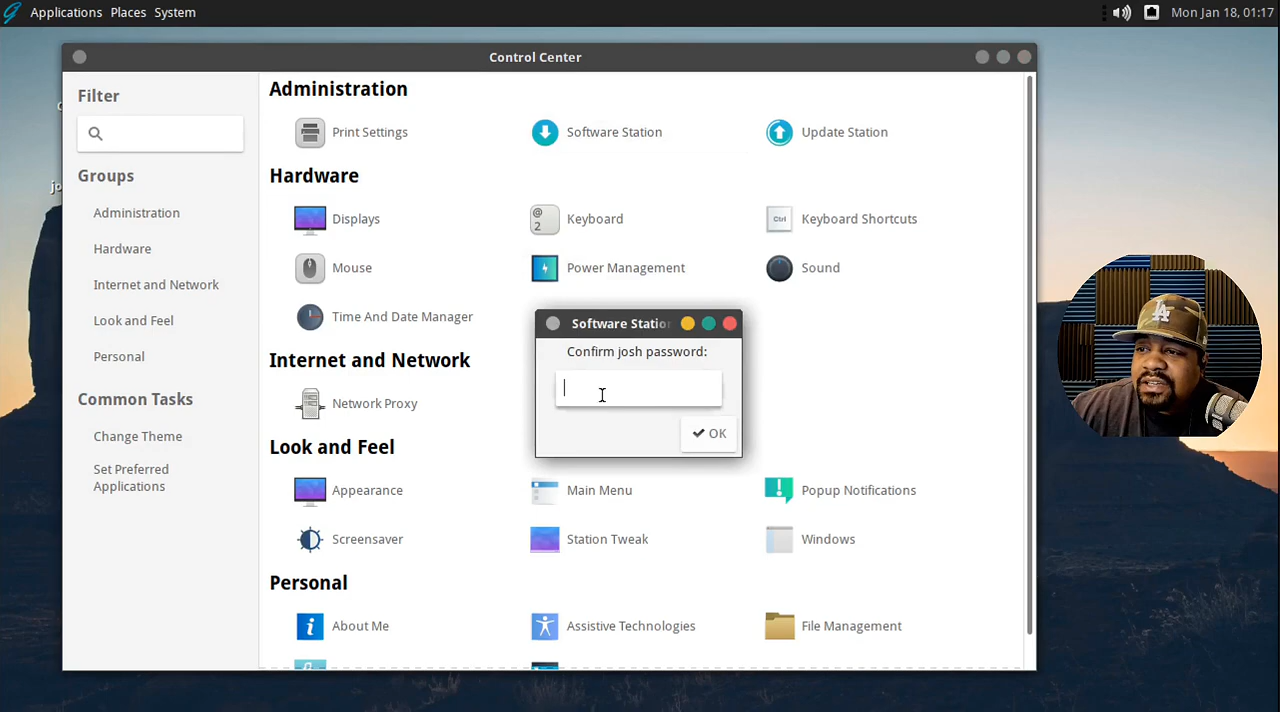 Applications Places System
Mon Jan 18, 01:17
Control Center
Filter
Groups
Administration
Hardware
Internet and Network
Look and Feel
Personal
Common Tasks
Change Theme
Set Preferred
Applications
Administration
Print Settings
Software Station
Update Station
Hardware
Displays
Keyboard
Keyboard Shortcuts
Mouse
Power Management
Sound
Time And Date Manager
Internet and Network
Network Proxy
Look and Feel
Appearance
Main Menu
Popup Notifications
Screensaver
Station Tweak
Windows
Personal
About Me
Assistive Technologies
File Management
Software Statio
Confirm josh password:
OK
@
2
Ctrl
LA